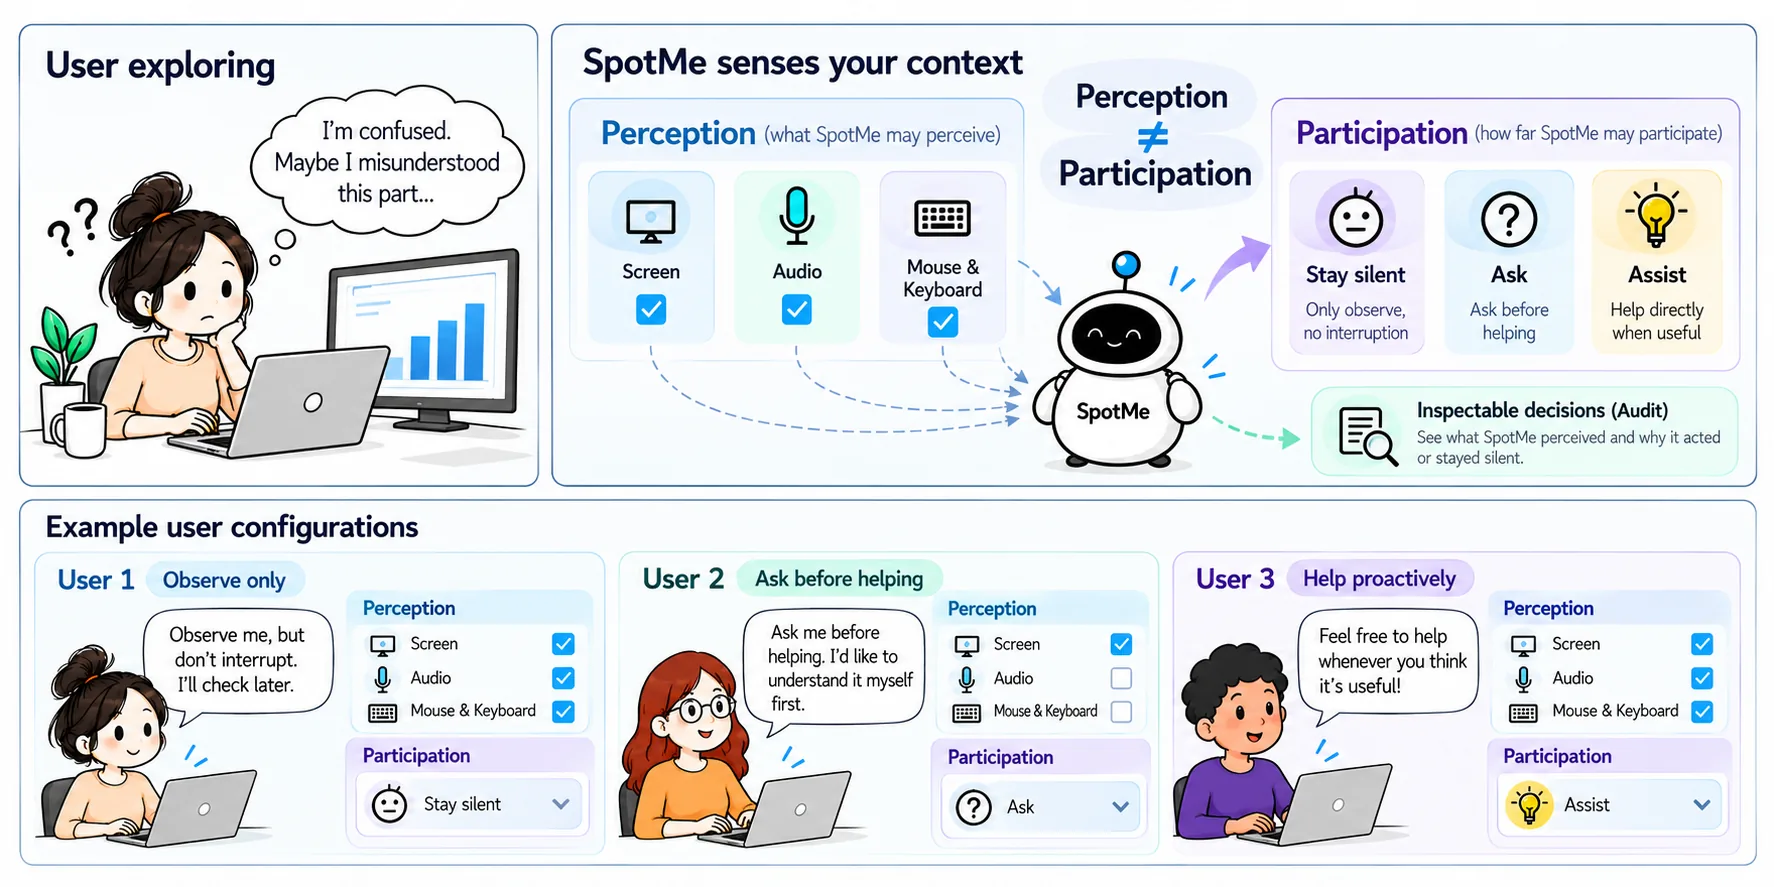 User exploring
I'm confused.
Maybe I misunderstood
this part...
??
SpotMe senses your context
Perception (what SpotMe may perceive)
Screen
Audio
Mouse &
Keyboard
Perception
≠
Participation
SpotMe
Participation (how far SpotMe may participate)
Stay silent
Only observe,
no interruption
?
Ask
Ask before
helping
Assist
Help directly
when useful
Inspectable decisions (Audit)
See what SpotMe perceived and why it acted
or stayed silent.
Example user configurations
User 1 Observe only
Observe me, but
don't interrupt.
I'll check later.
Perception
Screen
Audio
Mouse & Keyboard
Participation
Stay silent
User 2 Ask before helping
Ask me before
helping. I'd like to
understand it myself
first.
Perception
Screen
Audio
Mouse & Keyboard
Participation
? Ask
User 3 Help proactively
Feel free to help
whenever you think
it's useful!
Perception
Screen
Audio
Mouse & Keyboard
Participation
Assist